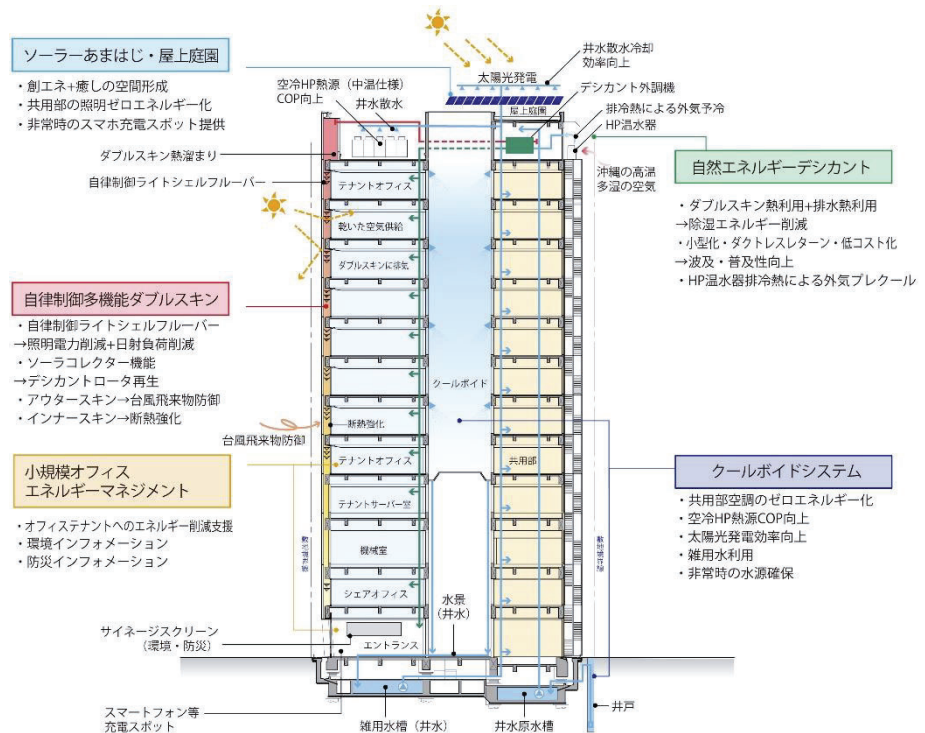 ソーラーあまはじ・屋上庭園
・創エネ+癒しの空間形成
・共用部の照明ゼロエネルギー化
・非常時のスマホ充電スポット提供
空冷HP熱源（中温仕様）
COP向上
井水散水
井水散水冷却
効率向上
太陽光発電
デシカント外調機
屋上庭園
排冷熱による外気予冷
HP温水器
沖縄の高温
多湿の空気
ダブルスキン熱溜まり
自律制御ライトシェルフルーバー
テナントオフィス
乾いた空気供給
ダブルスキンに排気
自然エネルギーデシカント
・ダブルスキン熱利用+排水熱利用
→除湿エネルギー削減
・小型化・ダクトレスレターン・低コスト化
→波及・普及性向上
・HP温水器排冷熱による外気プレクール
自律制御多機能ダブルスキン
・自律制御ライトシェルフルーバー
→照明電力削減+日射負荷削減
・ソーラコレクター機能
→デシカントロータ再生
・アウタースキン→台風飛来物防御
・インナースキン→断熱強化
クールボイド
断熱強化
台風飛来物防御
テナントオフィス
共用部
テナントサーバー室
機械室
シェアオフィス
小規模オフィス
エネルギーマネジメント
・オフィステナントへのエネルギー削減支援
・環境インフォメーション
・防災インフォメーション
クールボイドシステム
・共用部空調のゼロエネルギー化
・空冷HP熱源COP向上
・太陽光発電効率向上
・雑用水利用
・非常時の水源確保
敷地境界線
敷地境界線
水景
（井水）
サイネージスクリーン
（環境・防災）
エントランス
スマートフォン等
充電スポット
雑用水槽（井水）
井水原水槽
井戸